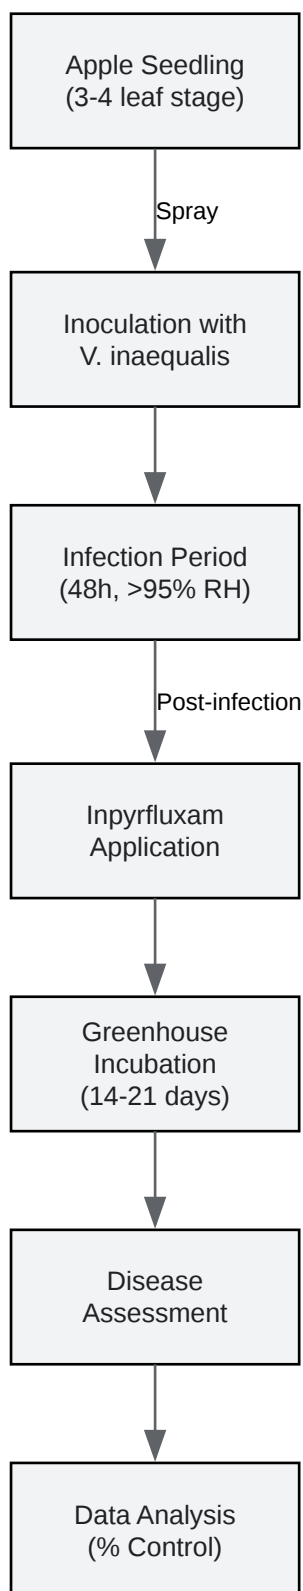 Apple Seedling
(3-4 leaf stage)
Spray
Inoculation with
V. inaequalis
Infection Period
(48h, >95% RH)
Post-infection
Inpyrfluxam
Application
Greenhouse
Incubation
(14-21 days)
Disease
Assessment
Data Analysis
(% Control)